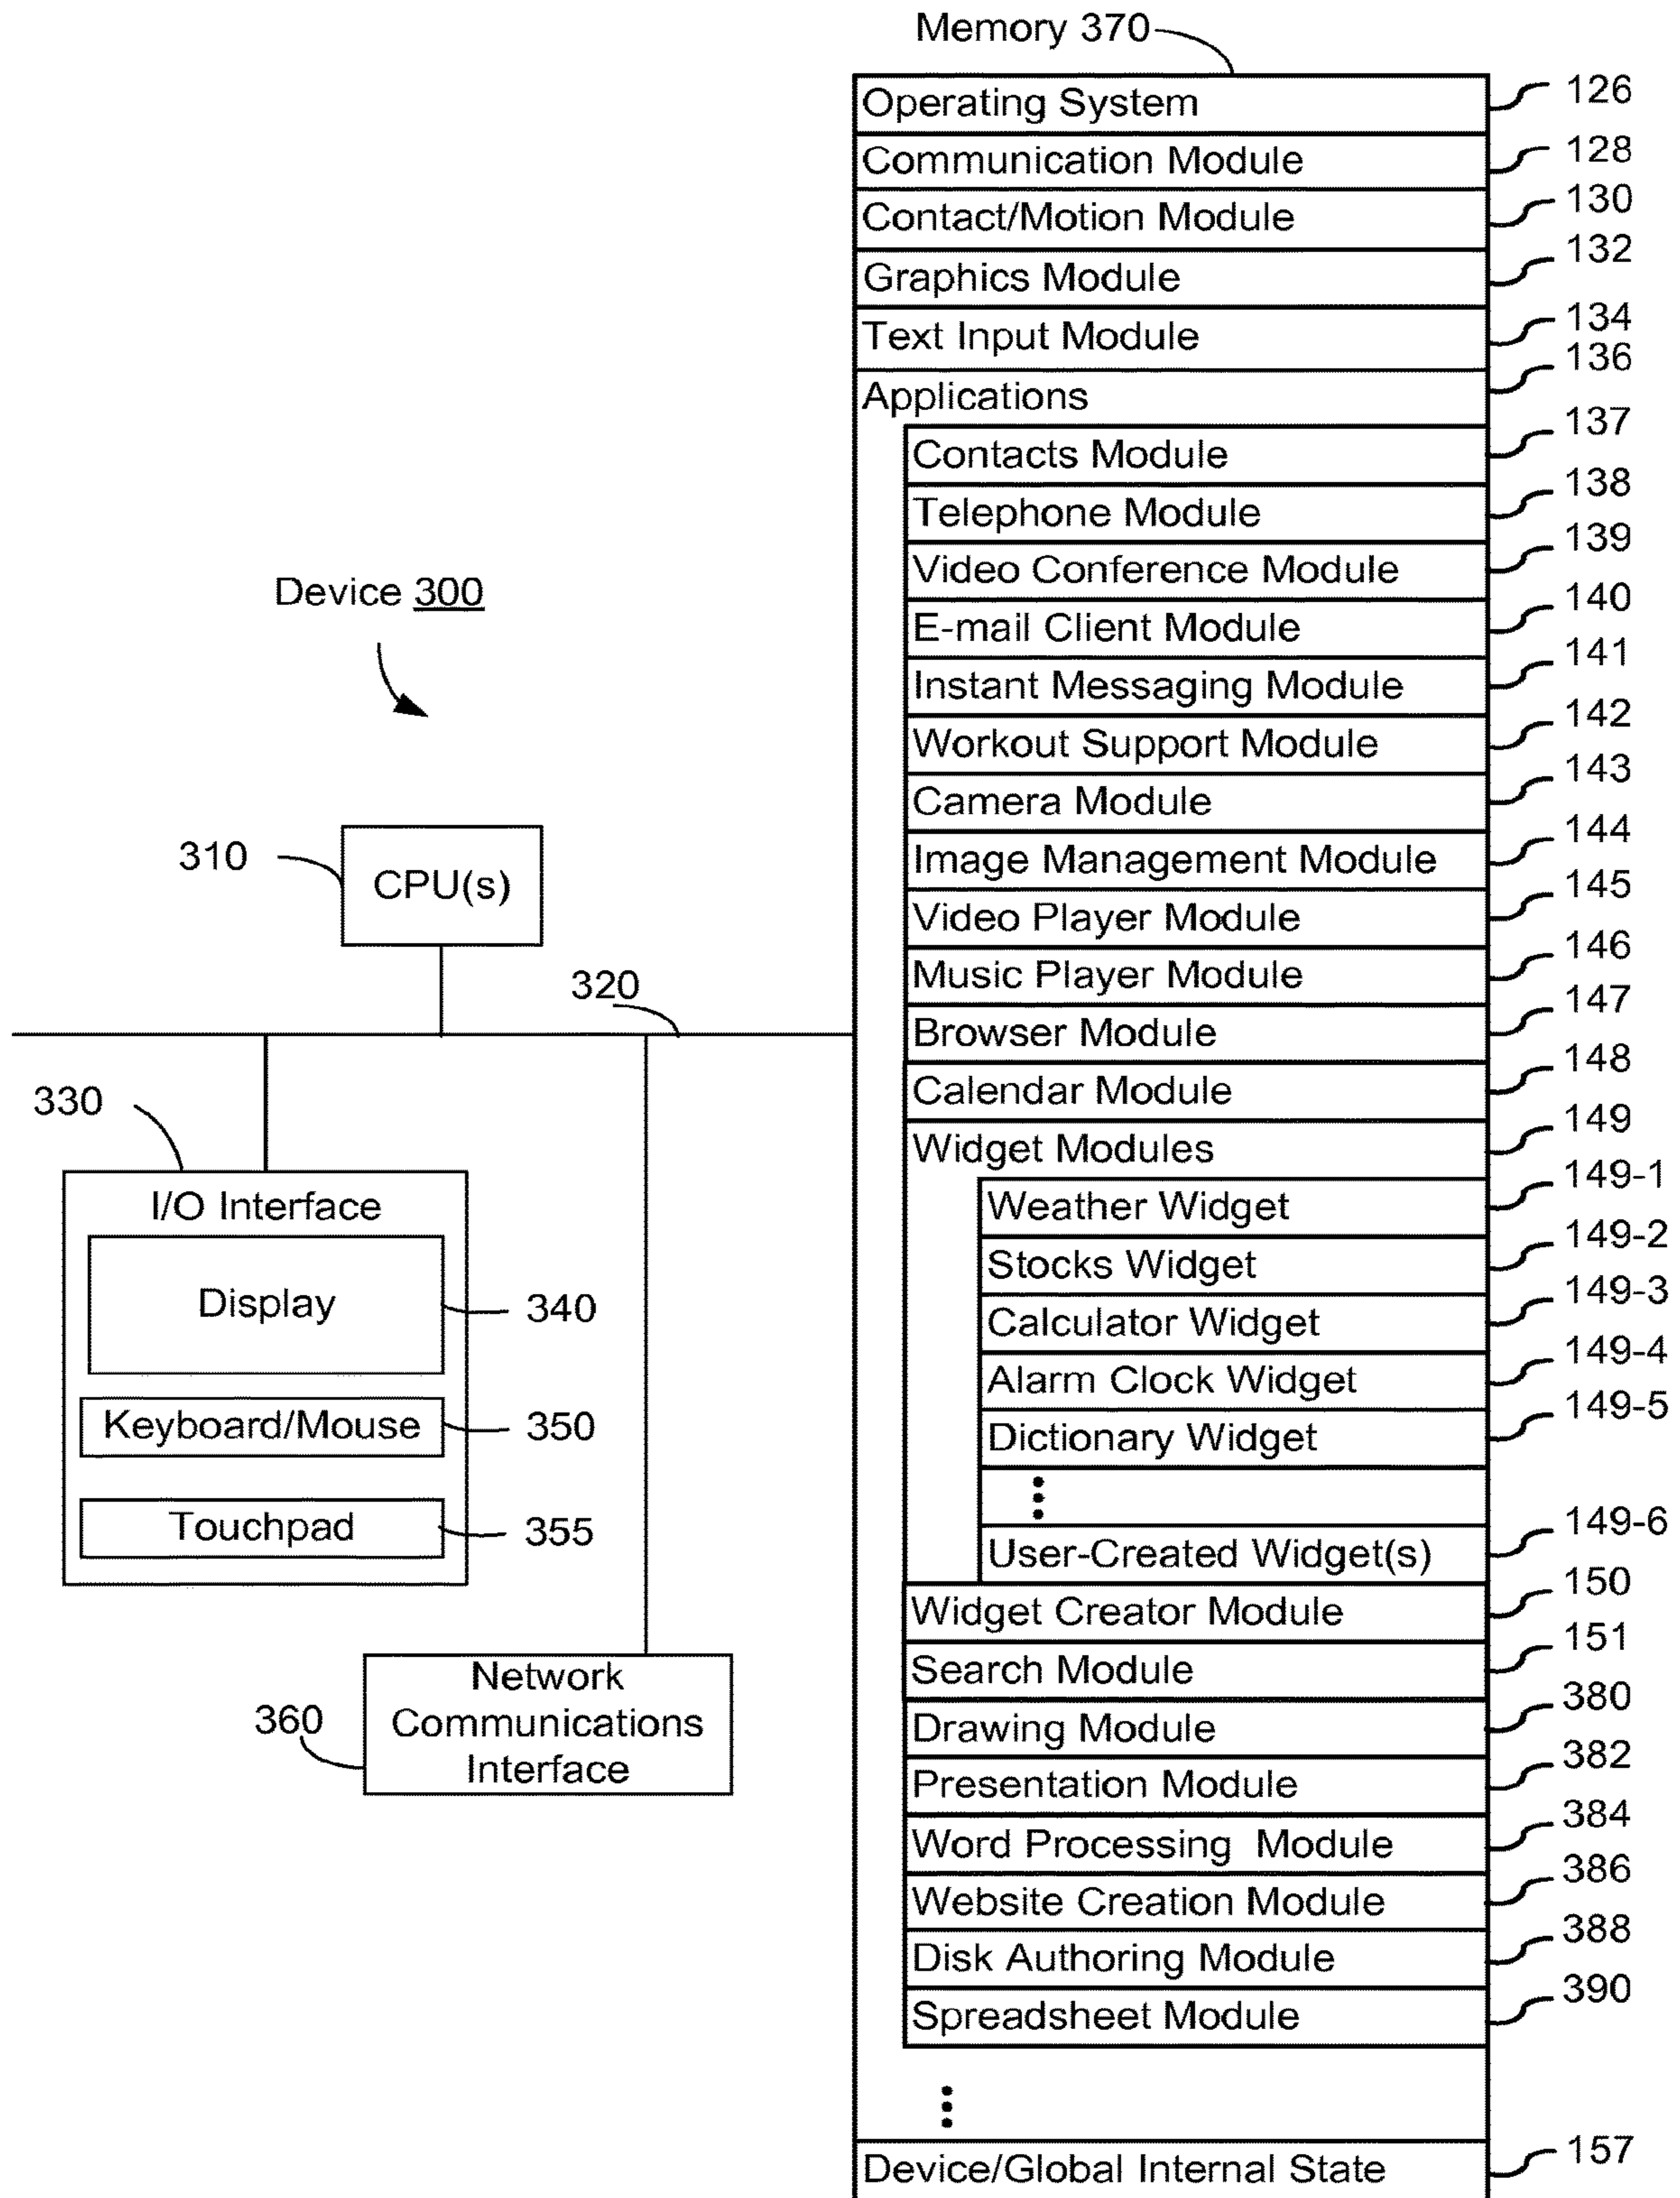 Memory 370
Operating System 126
Communication Module 128
Contact/Motion Module 130
Graphics Module 132
Text Input Module 134
Applications 136
Contacts Module 137
Telephone Module 138
Video Conference Module 139
E-mail Client Module 140
Instant Messaging Module 141
Workout Support Module 142
Camera Module 143
Image Management Module 144
Video Player Module 145
Music Player Module 146
Browser Module 147
Calendar Module 148
Widget Modules 149
Weather Widget 149-1
Stocks Widget 149-2
Calculator Widget 149-3
Alarm Clock Widget 149-4
Dictionary Widget 149-5
User-Created Widget(s) 149-6
Widget Creator Module 150
Search Module 151
Drawing Module 380
Presentation Module 382
Word Processing Module 384
Website Creation Module 386
Disk Authoring Module 388
Spreadsheet Module 390
Device/Global Internal State 157
Device 300
310
CPU(s)
320
330
I/O Interface
Display 340
Keyboard/Mouse 350
Touchpad 355
360
Network
Communications
Interface